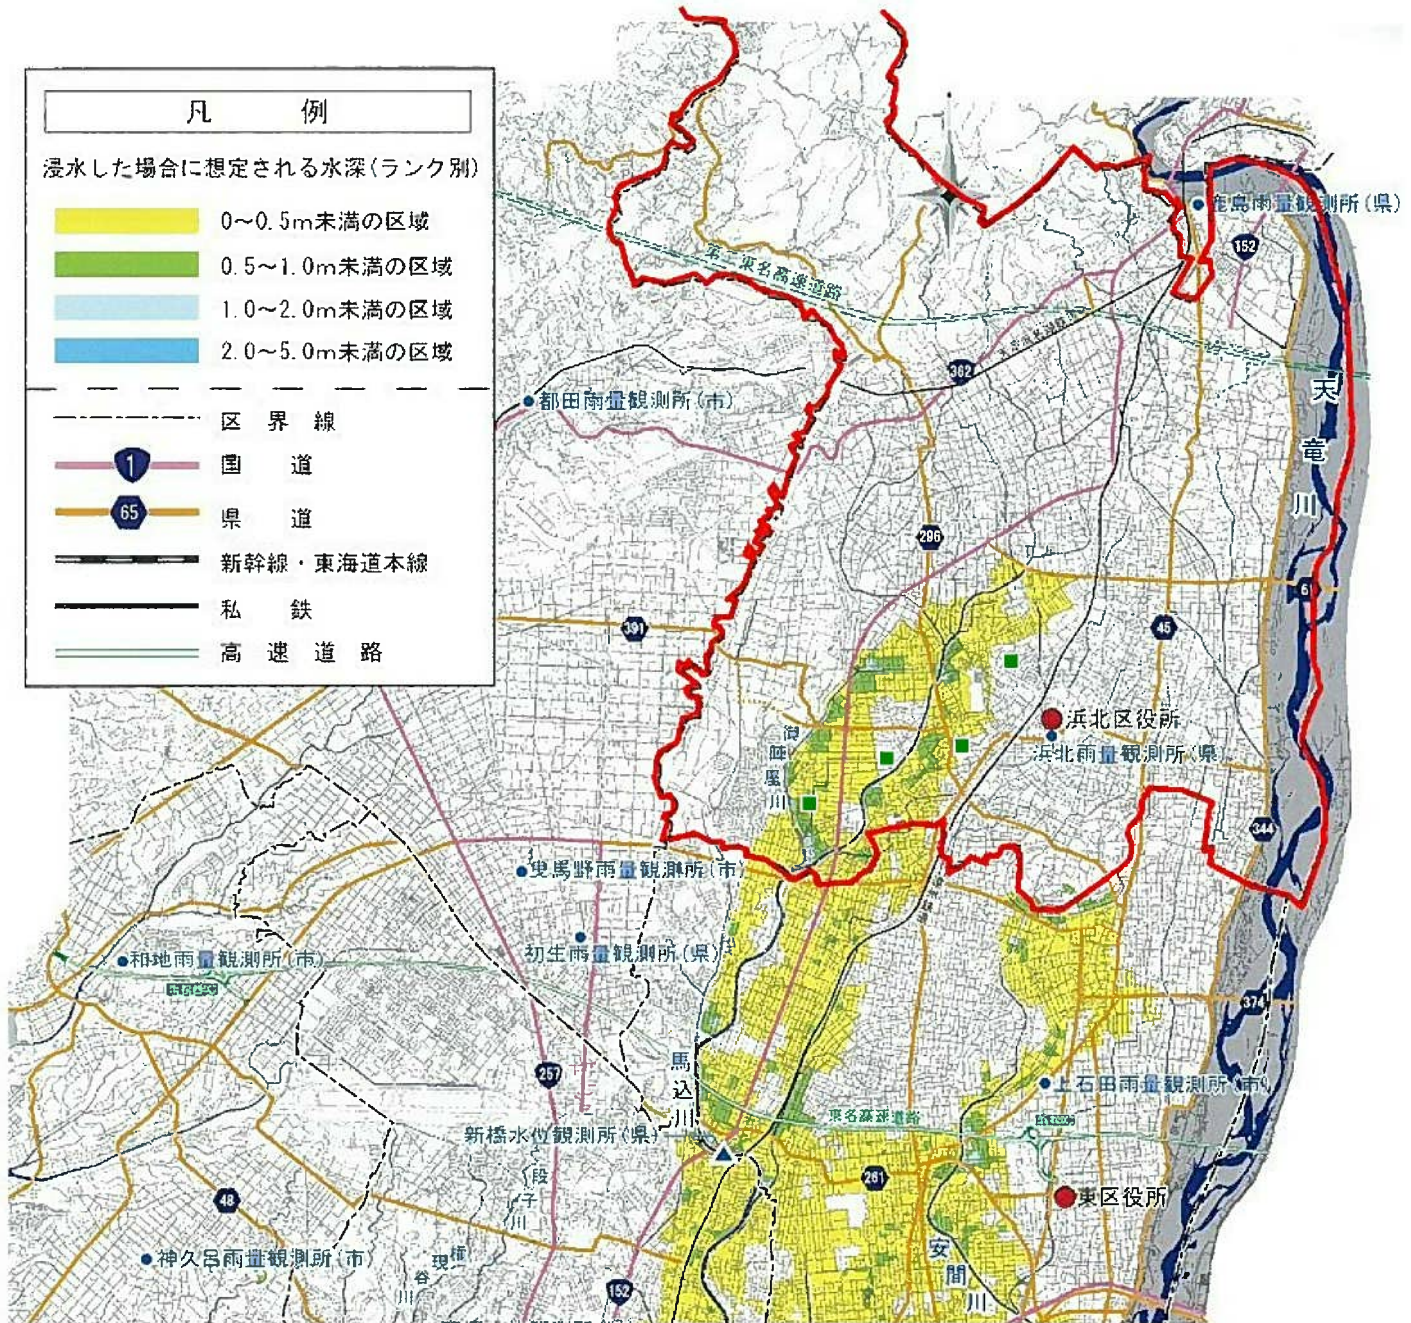 凡 例
浸水した場合に想定される水深(ランク別)
0～0.5m未満の区域
0.5～1.0m未満の区域
1.0～2.0m未満の区域
2.0～5.0m未満の区域
区界線
1
国道
65
県道
新幹線・東海道本線
私鉄
高速道路
鹿島雨量観測所(県)
152
第二東名高速道路
362
都田雨量観測所(市)
天竜川
296
61
391
45
浜北区役所
浜北雨量観測所(県)
御陣屋川
344
曳馬野雨量観測所(市)
初生雨量観測所(県)
和地雨量観測所(市)
374
257
馬込川
上石田雨量観測所(市)
東名高速道路
新橋水位観測所(県)
261
段子川
48
東区役所
安間川
神久呂雨量観測所(市)
152